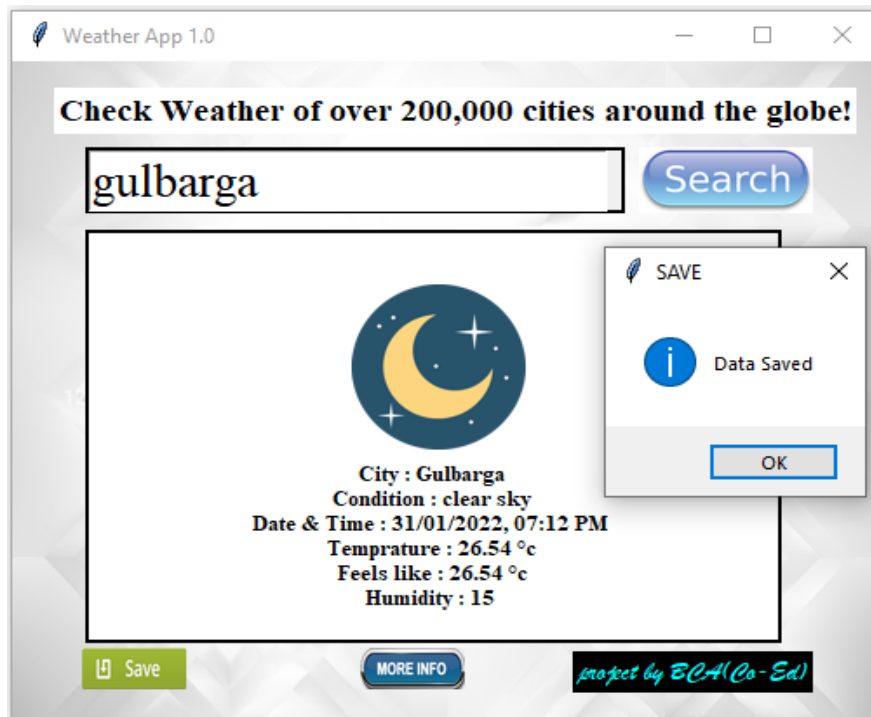 Weather App 1.0
Check Weather of over 200,000 cities around the globe!
gulbarga
Search
SAVE
Data Saved
OK
City : Gulbarga
Condition : clear sky
Date & Time : 31/01/2022, 07:12 PM
Temprature : 26.54 °c
Feels like : 26.54 °c
Humidity : 15
Save
MORE INFO
project by BCA(Co-Ed)